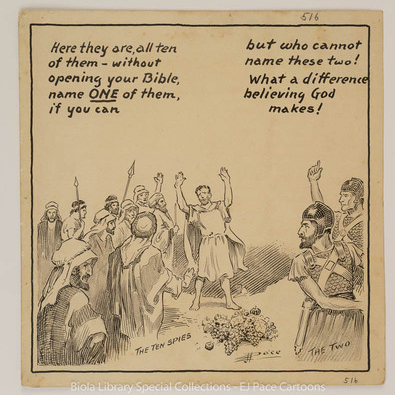 516
Here they are, all ten
of them - without
opening your Bible,
name ONE of them,
if you can
but who cannot
name these two!
What a difference
believing God
makes!
THE TEN SPIES
EJPace
THE TWO
516
Biola Library Special Collections - EJ Pace Cartoons